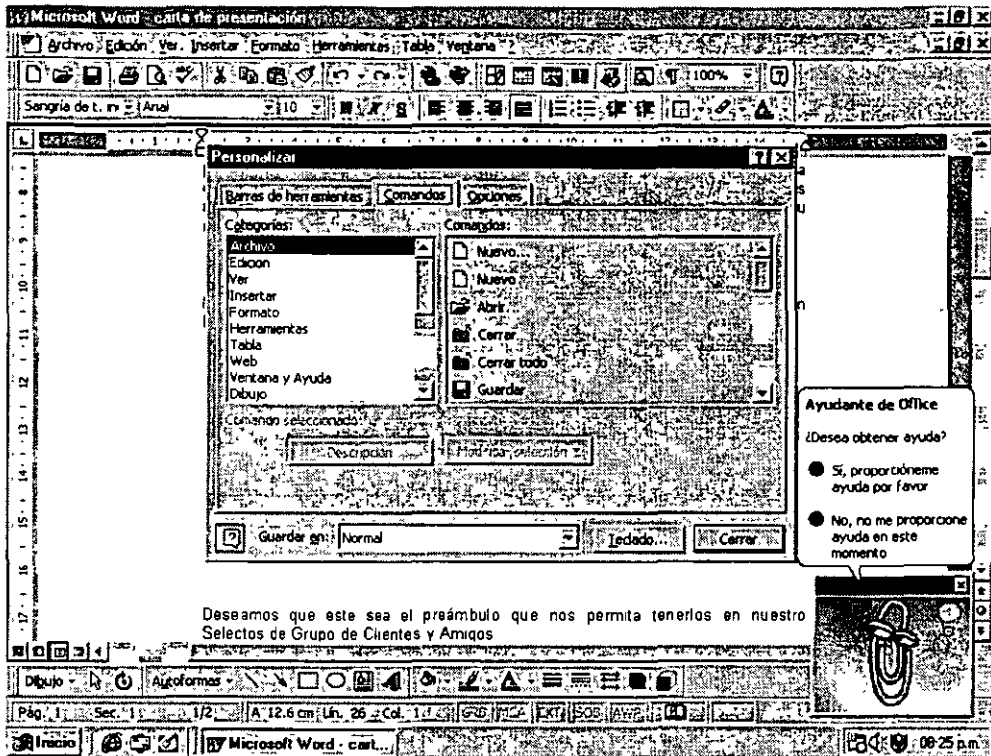 Microsoft Word - carta de presentación
Archivo Edición Ver Insertar Formato Herramientas Tabla Ventana ?
100%
Sangría de t. in Arial 10
Personalizar
Barras de herramientas Comandos Opciones
Categorías: Comandos:
Archivo
Edición
Ver
Insertar
Formato
Herramientas
Tabla
Web
Ventana y Ayuda
Dibujo
Nuevo...
Nuevo
Abrir...
Cerrar
Cerrar todo
Guardar
Comando seleccionado:
Descripción Modificar selección
Guardar en: Normal Teclado... Cerrar
Ayudante de Office
¿Desea obtener ayuda?
Sí, proporcióneme
ayuda por favor
No, no me proporcione
ayuda en este
momento
Deseamos que este sea el preámbulo que nos permita tenerlos en nuestro
Selectos de Grupo de Clientes y Amigos
Dibujo Autoformas
Pág. 1 Sec. 1 1/2 A 12.6 cm Lín. 26 Col. 1 GRB MCA EXT SOB AWP
Inicio Microsoft Word - cart... 08:25 p.m.